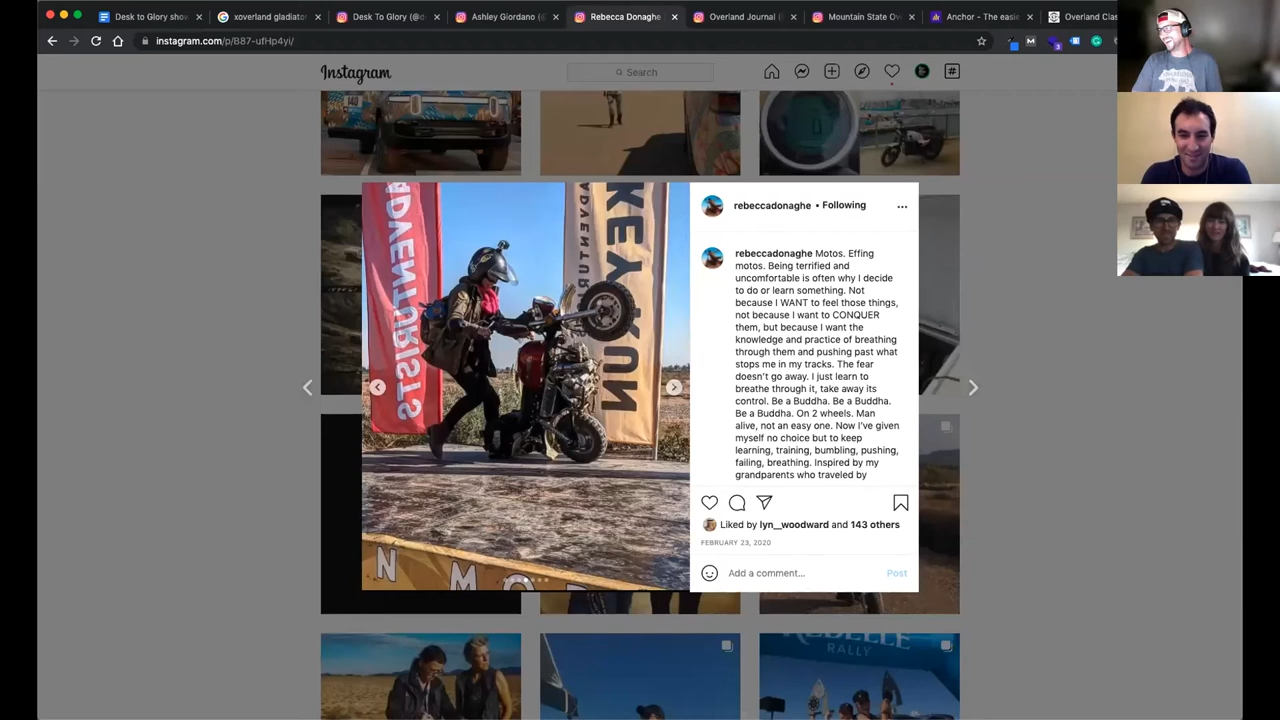 Desk to Glory show
xoverland gladiator
Desk To Glory (@de
Ashley Giordano (@
Rebecca Donaghe
Overland Journal (
Mountain State Ov
Anchor - The easie
Overland Clas
instagram.com/p/B87-ufHp4yi/
Instagram
Search
rebeccadonaghe • Following
rebeccadonaghe Motos. Effing
motos. Being terrified and
uncomfortable is often why I decide
to do or learn something. Not
because I WANT to feel those things,
not because I want to CONQUER
them, but because I want the
knowledge and practice of breathing
through them and pushing past what
stops me in my tracks. The fear
doesn't go away. I just learn to
breathe through it, take away its
control. Be a Buddha. Be a Buddha.
Be a Buddha. On 2 wheels. Man
alive, not an easy one. Now I've given
myself no choice but to keep
learning, training, bumbling, pushing,
failing, breathing. Inspired by my
grandparents who traveled by
Liked by lyn__woodward and 143 others
FEBRUARY 23, 2020
Add a comment...
Post
ADVENTURISTS
KEY RUN
REBELLE
RALLY